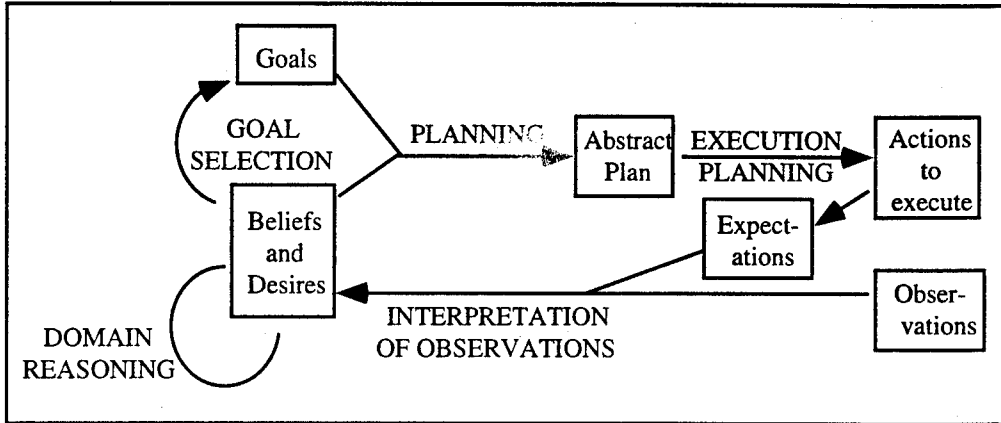 Goals
GOAL
SELECTION
PLANNING
Abstract
Plan
EXECUTION
PLANNING
Actions
to
execute
Beliefs
and
Desires
Expect-
ations
Obser-
vations
INTERPRETATION
OF OBSERVATIONS
DOMAIN
REASONING